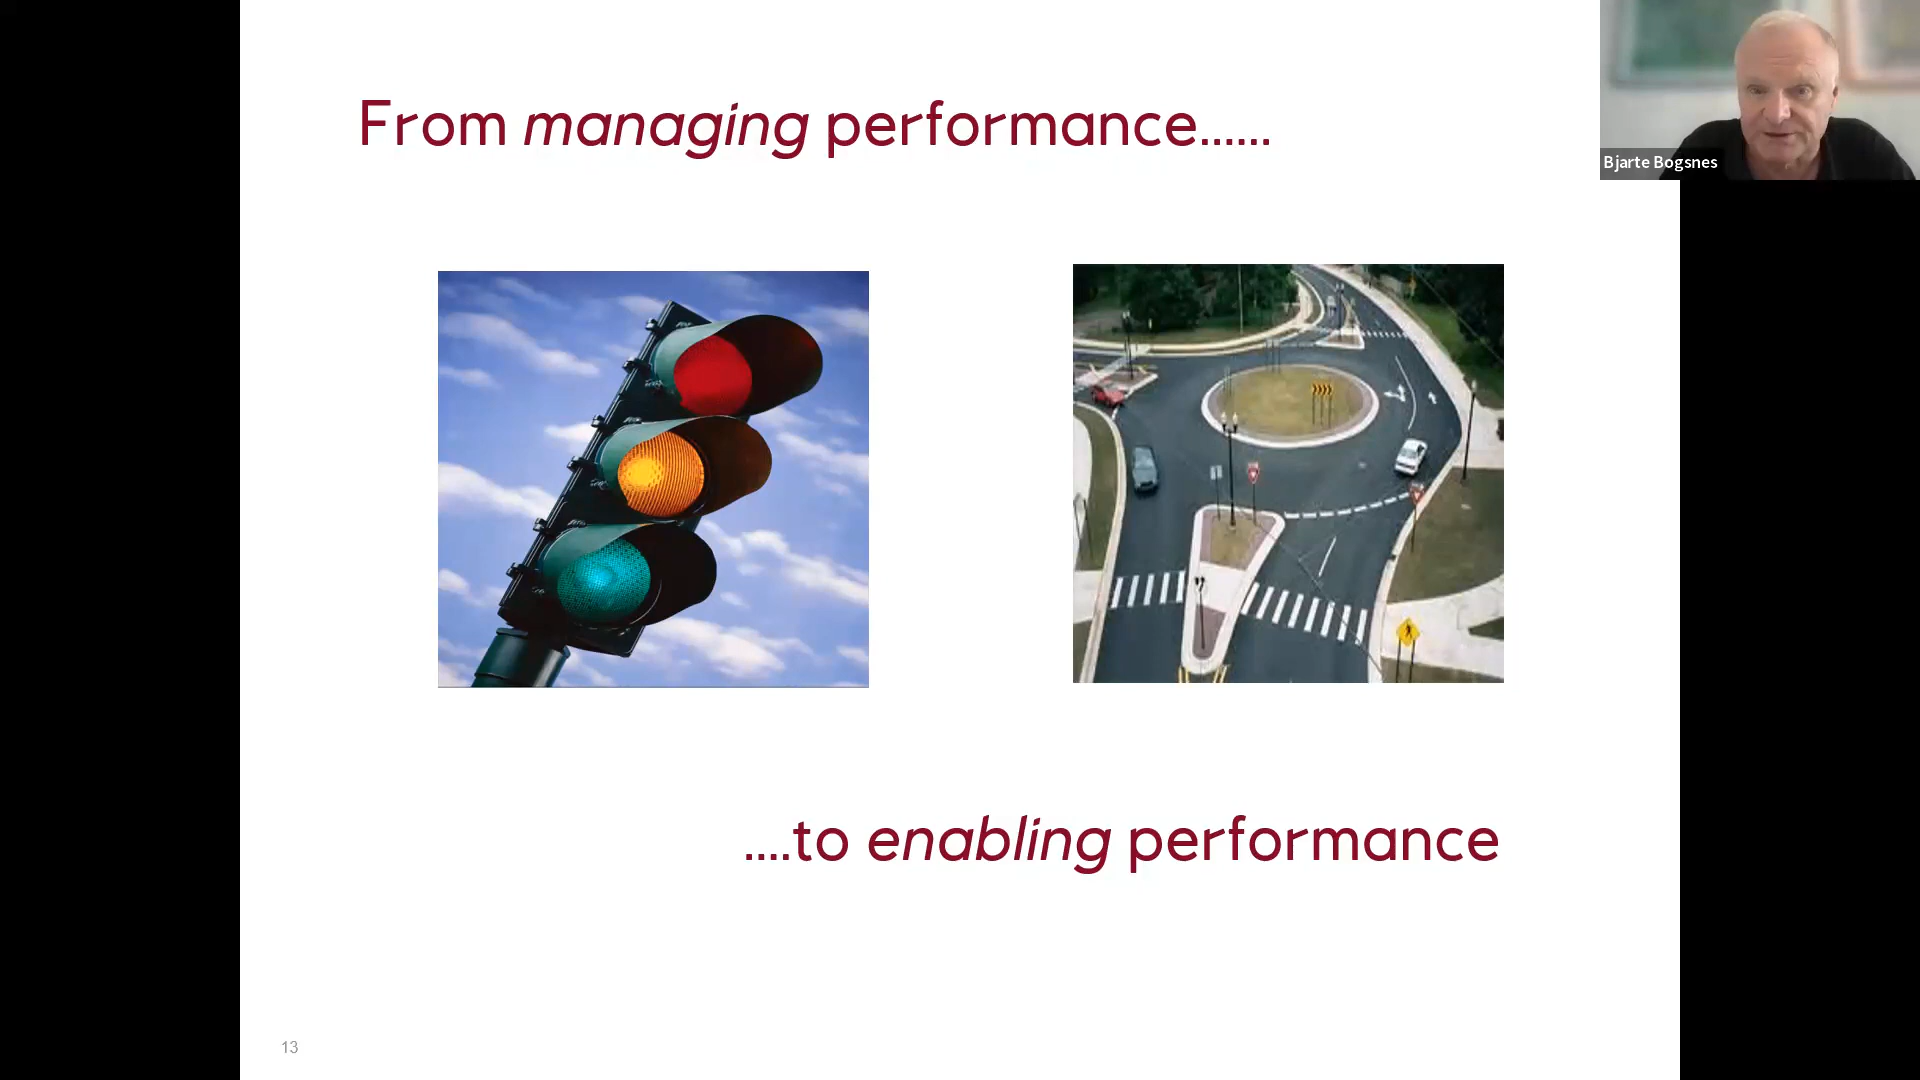 From managing performance......
Bjarte Bogsnes
....to enabling performance
13